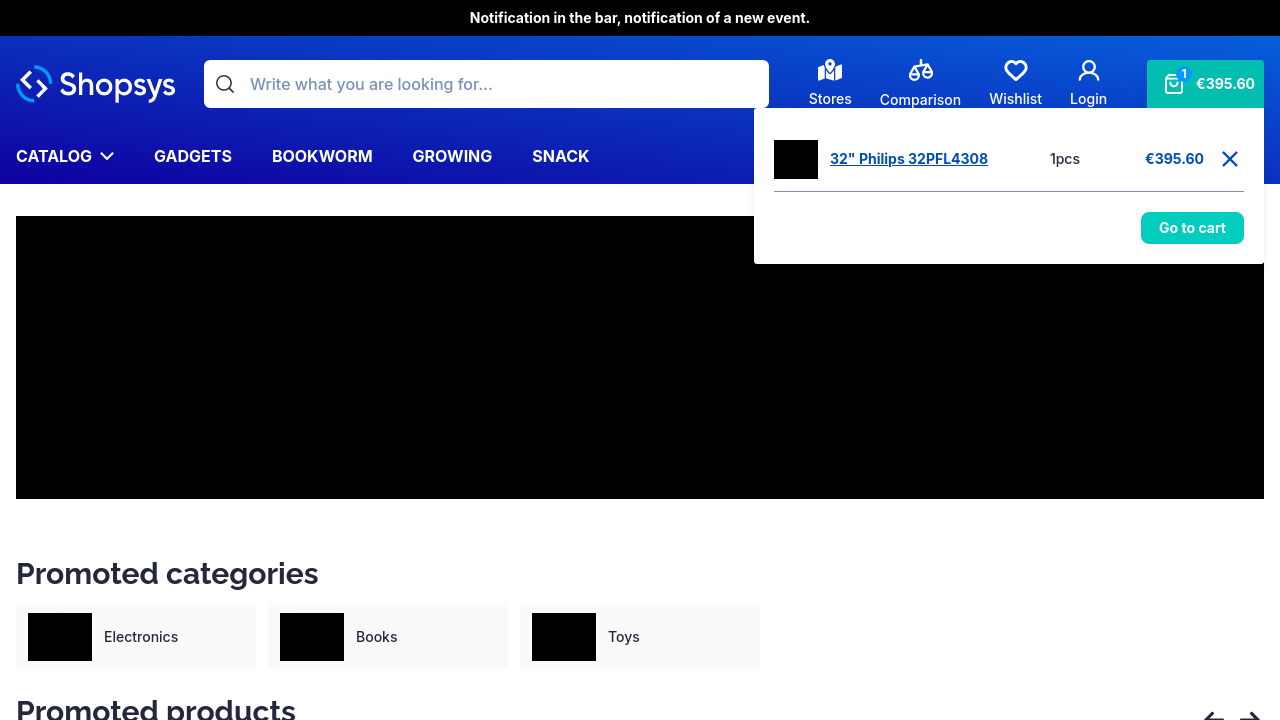 Notification in the bar, notification of a new event.
Shopsys
Write what you are looking for...
Stores
Comparison
Wishlist
Login
1
€395.60
CATALOG
GADGETS
BOOKWORM
GROWING
SNACK
32" Philips 32PFL4308
1pcs
€395.60
Go to cart
Promoted categories
Electronics
Books
Toys
Promoted products